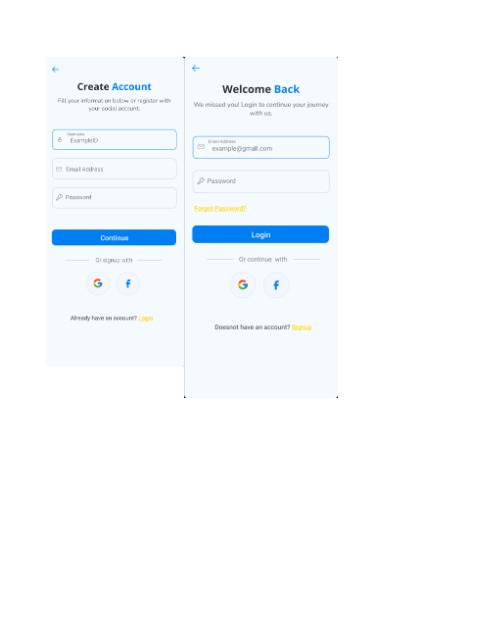 Create Account
Fill your information below or register with
your social account.
Username
ExampleID
Email Address
Password
Continue
Or signup with
Already have an account? Login
Welcome Back
We missed you! Login to continue your journey
with us.
Email Address
example@gmail.com
Password
Forgot Password?
Login
Or continue with
Doesnot have an account? Signup